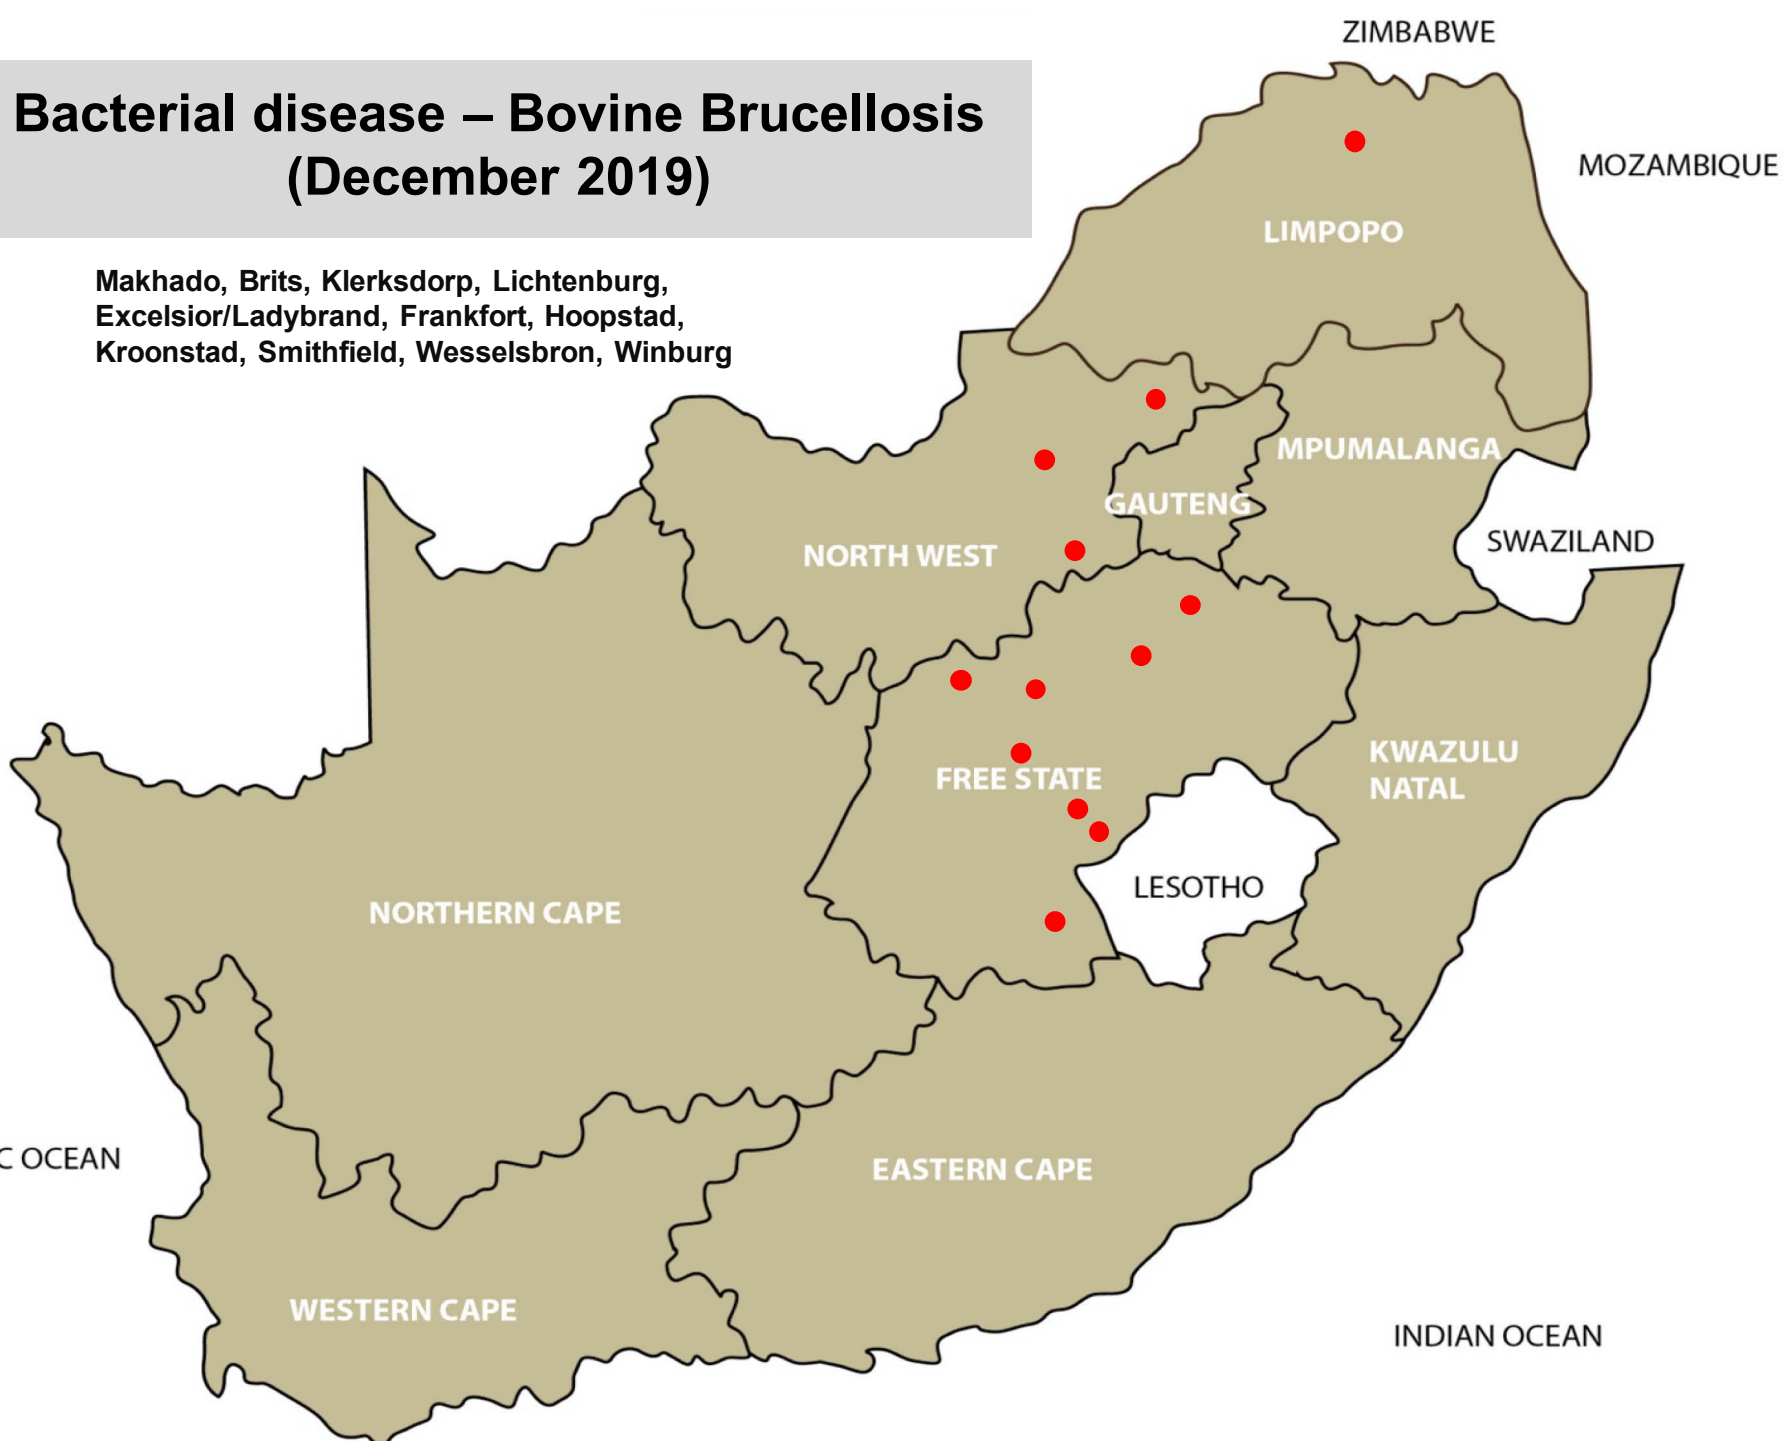 Bacterial disease – Bovine Brucellosis
(December 2019)
Makhado, Brits, Klerksdorp, Lichtenburg,
Excelsior/Ladybrand, Frankfort, Hoopstad,
Kroonstad, Smithfield, Wesselsbron, Winburg
ZIMBABWE
MOZAMBIQUE
LIMPOPO
MPUMALANGA
GAUTENG
SWAZILAND
NORTH WEST
KWAZULU
NATAL
FREE STATE
LESOTHO
NORTHERN CAPE
C OCEAN
EASTERN CAPE
WESTERN CAPE
INDIAN OCEAN